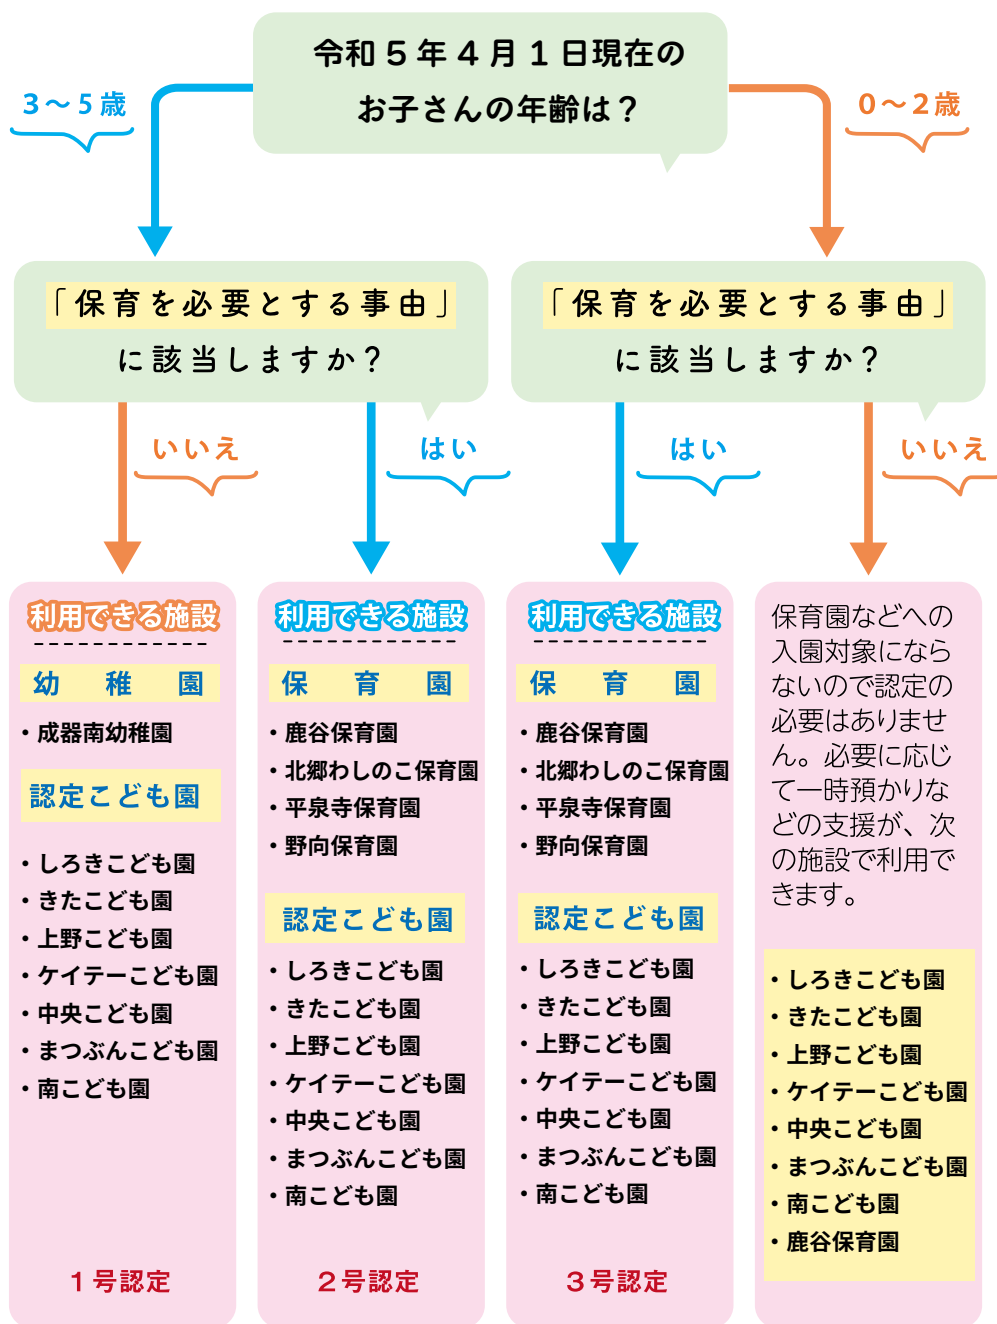 令和5年4月1日現在の
お子さんの年齢は？
3～5歳
0～2歳
「保育を必要とする事由」
に該当しますか？
「保育を必要とする事由」
に該当しますか？
いいえ
はい
はい
いいえ
利用できる施設
幼稚園
・成器南幼稚園
認定こども園
・しろきこども園
・きたこども園
・上野こども園
・ケイテーこども園
・中央こども園
・まつぶんこども園
・南こども園
1号認定
利用できる施設
保育園
・鹿谷保育園
・北郷わしのこ保育園
・平泉寺保育園
・野向保育園
認定こども園
・しろきこども園
・きたこども園
・上野こども園
・ケイテーこども園
・中央こども園
・まつぶんこども園
・南こども園
2号認定
利用できる施設
保育園
・鹿谷保育園
・北郷わしのこ保育園
・平泉寺保育園
・野向保育園
認定こども園
・しろきこども園
・きたこども園
・上野こども園
・ケイテーこども園
・中央こども園
・まつぶんこども園
・南こども園
3号認定
保育園などへの
入園対象になら
ないので認定の
必要はありませ
ん。必要に応じ
て一時預かりな
どの支援が、次
の施設で利用で
きます。
・しろきこども園
・きたこども園
・上野こども園
・ケイテーこども園
・中央こども園
・まつぶんこども園
・南こども園
・鹿谷保育園